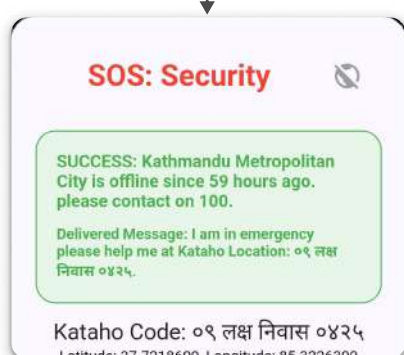 SOS: Security
SUCCESS: Kathmandu Metropolitan
City is offline since 59 hours ago.
please contact on 100.
Delivered Message: I am in emergency
please help me at Kataho Location: ०९ लक्ष
निवास ०४२५.
Kataho Code: ०९ लक्ष निवास ०४२५